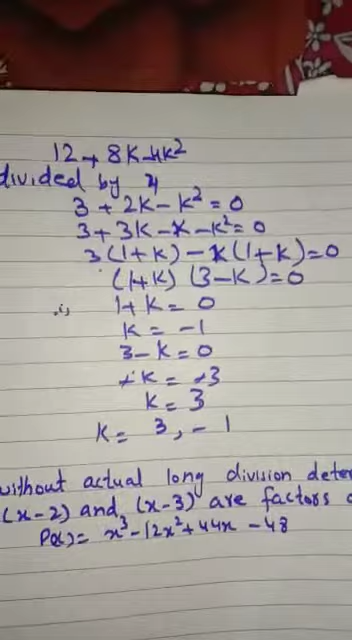 12 + 8K - 4K²
divided by 4
3 + 2K - K² = 0
3 + 3K - K - K² = 0
3(1+K) - K(1+K) = 0
(1+K) (3-K) = 0
∴ 1 + K = 0
K = -1
3 - K = 0
+K = +3
K = 3
K = 3, -1
without actual long division
(x-2) and (x-3) are factors
P(x) = x³ - 12x² + 44x - 48